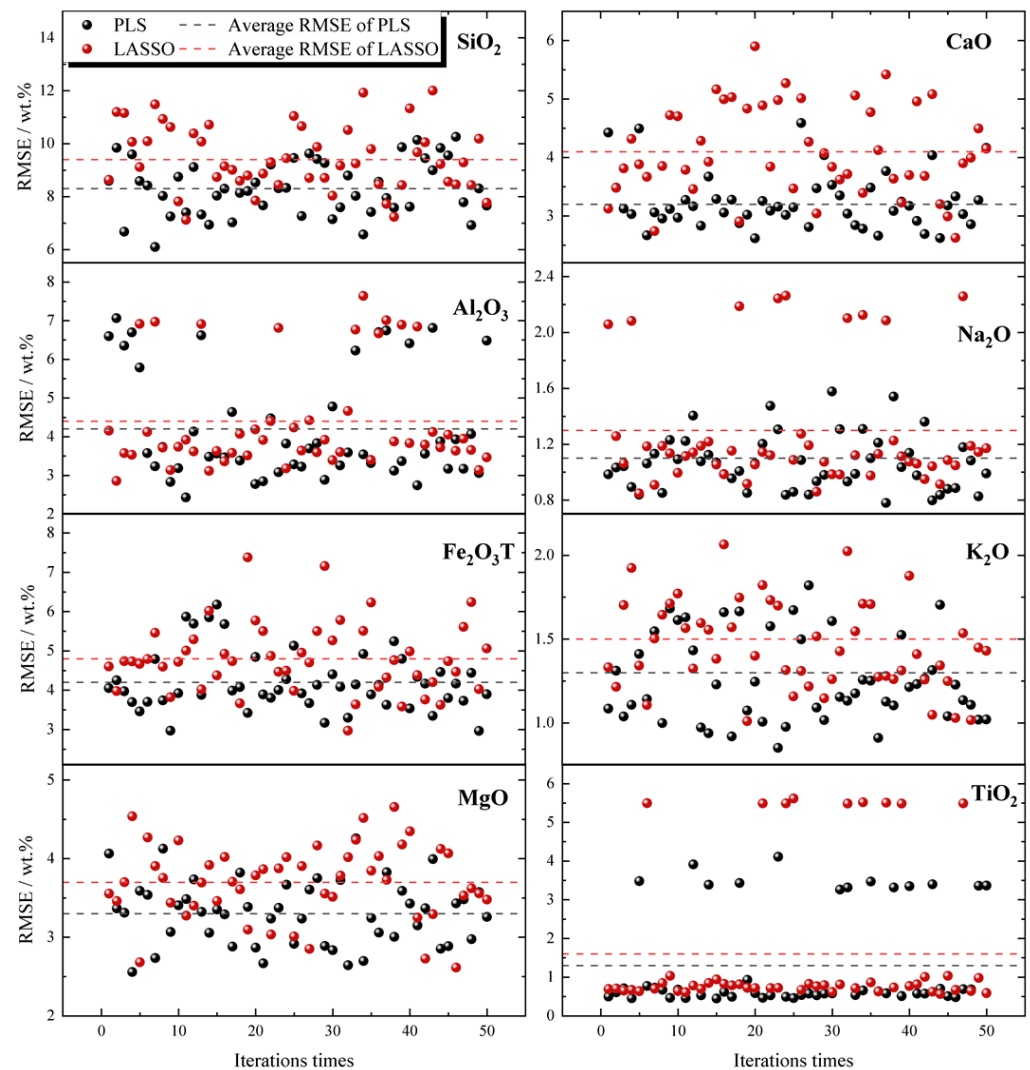 PLS
Average RMSE of PLS
LASSO
Average RMSE of LASSO
SiO2
RMSE / wt.%
14
12
10
8
6
CaO
6
5
4
3
2
Al2O3
RMSE / wt.%
8
7
6
5
4
3
2
Na2O
2.4
2.0
1.6
1.2
0.8
Fe2O3T
RMSE / wt.%
8
7
6
5
4
3
K2O
2.0
1.5
1.0
MgO
RMSE / wt.%
5
4
3
2
TiO2
6
5
4
3
2
1
0
0 10 20 30 40 50
0 10 20 30 40 50
Iterations times
Iterations times